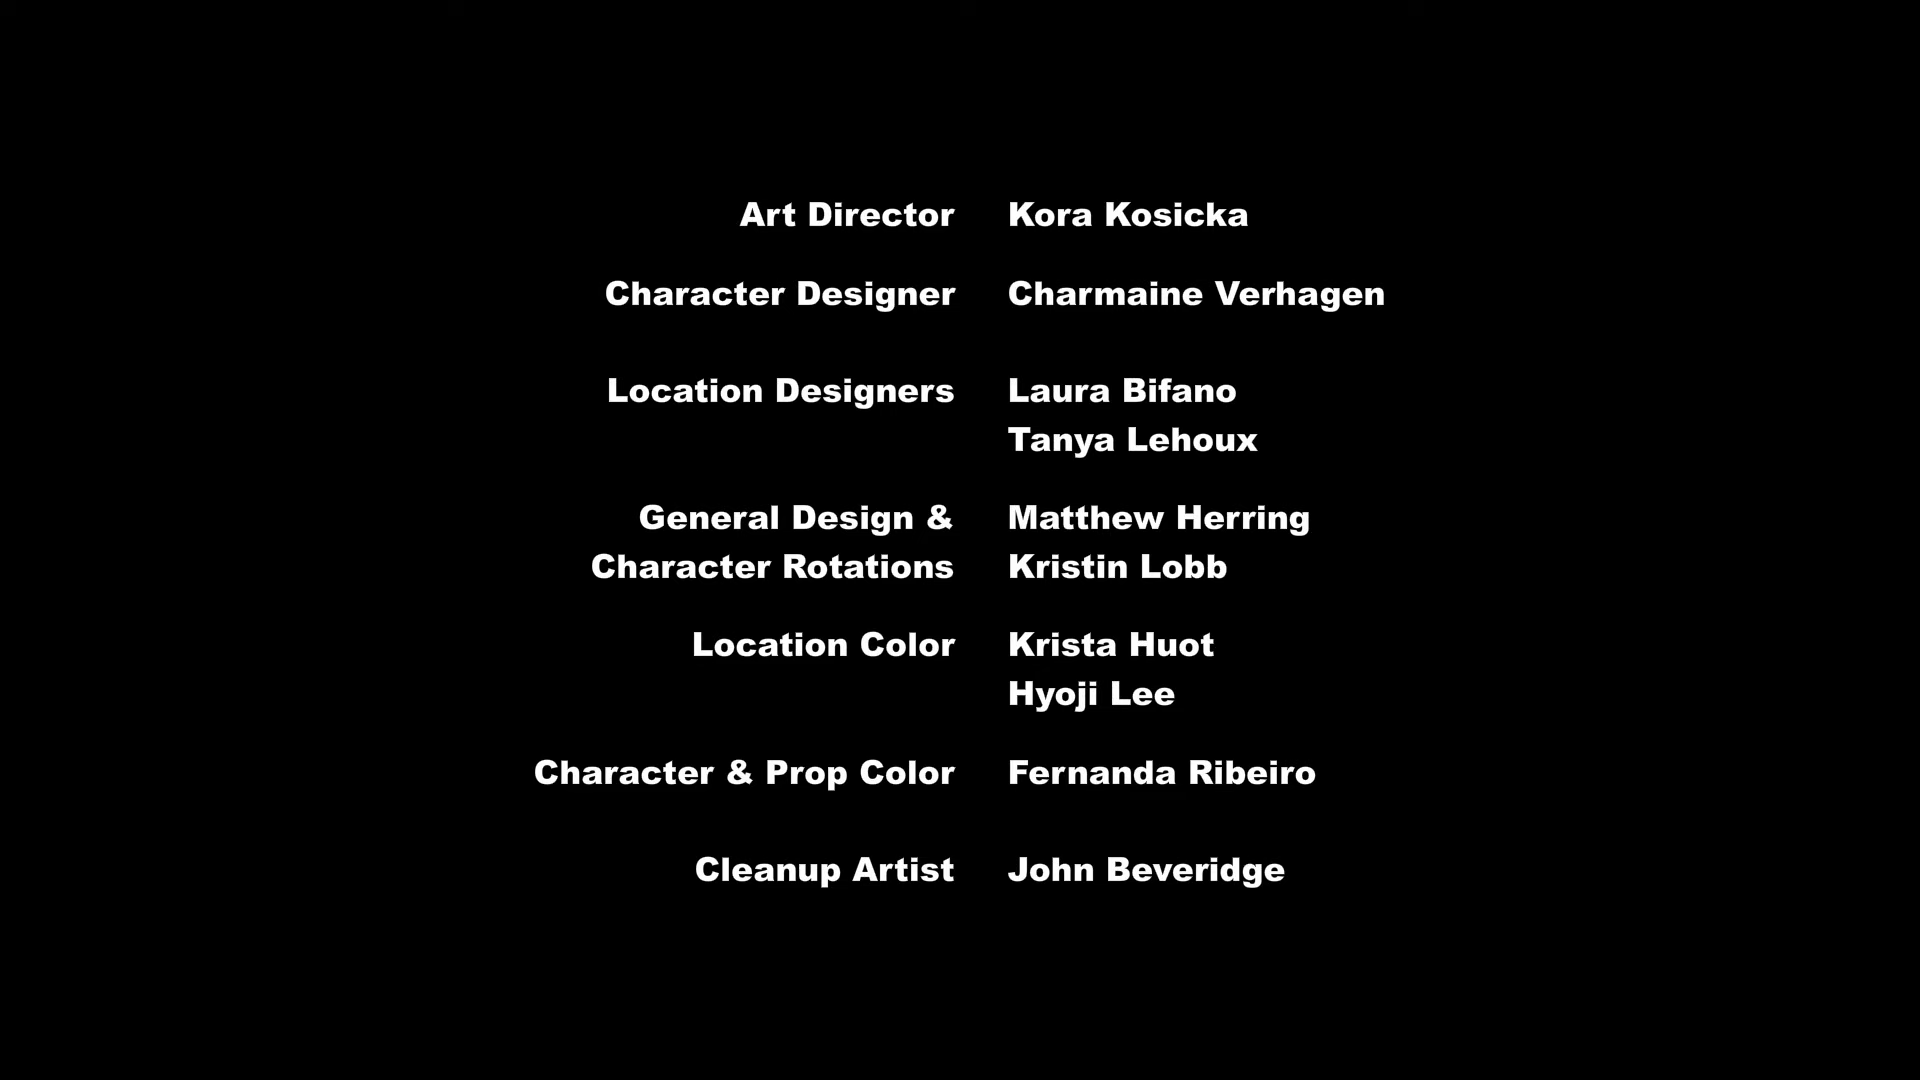 Art Director Kora Kosicka
Character Designer Charmaine Verhagen
Location Designers Laura Bifano
Tanya Lehoux
General Design & Matthew Herring
Character Rotations Kristin Lobb
Location Color Krista Huot
Hyoji Lee
Character & Prop Color Fernanda Ribeiro
Cleanup Artist John Beveridge